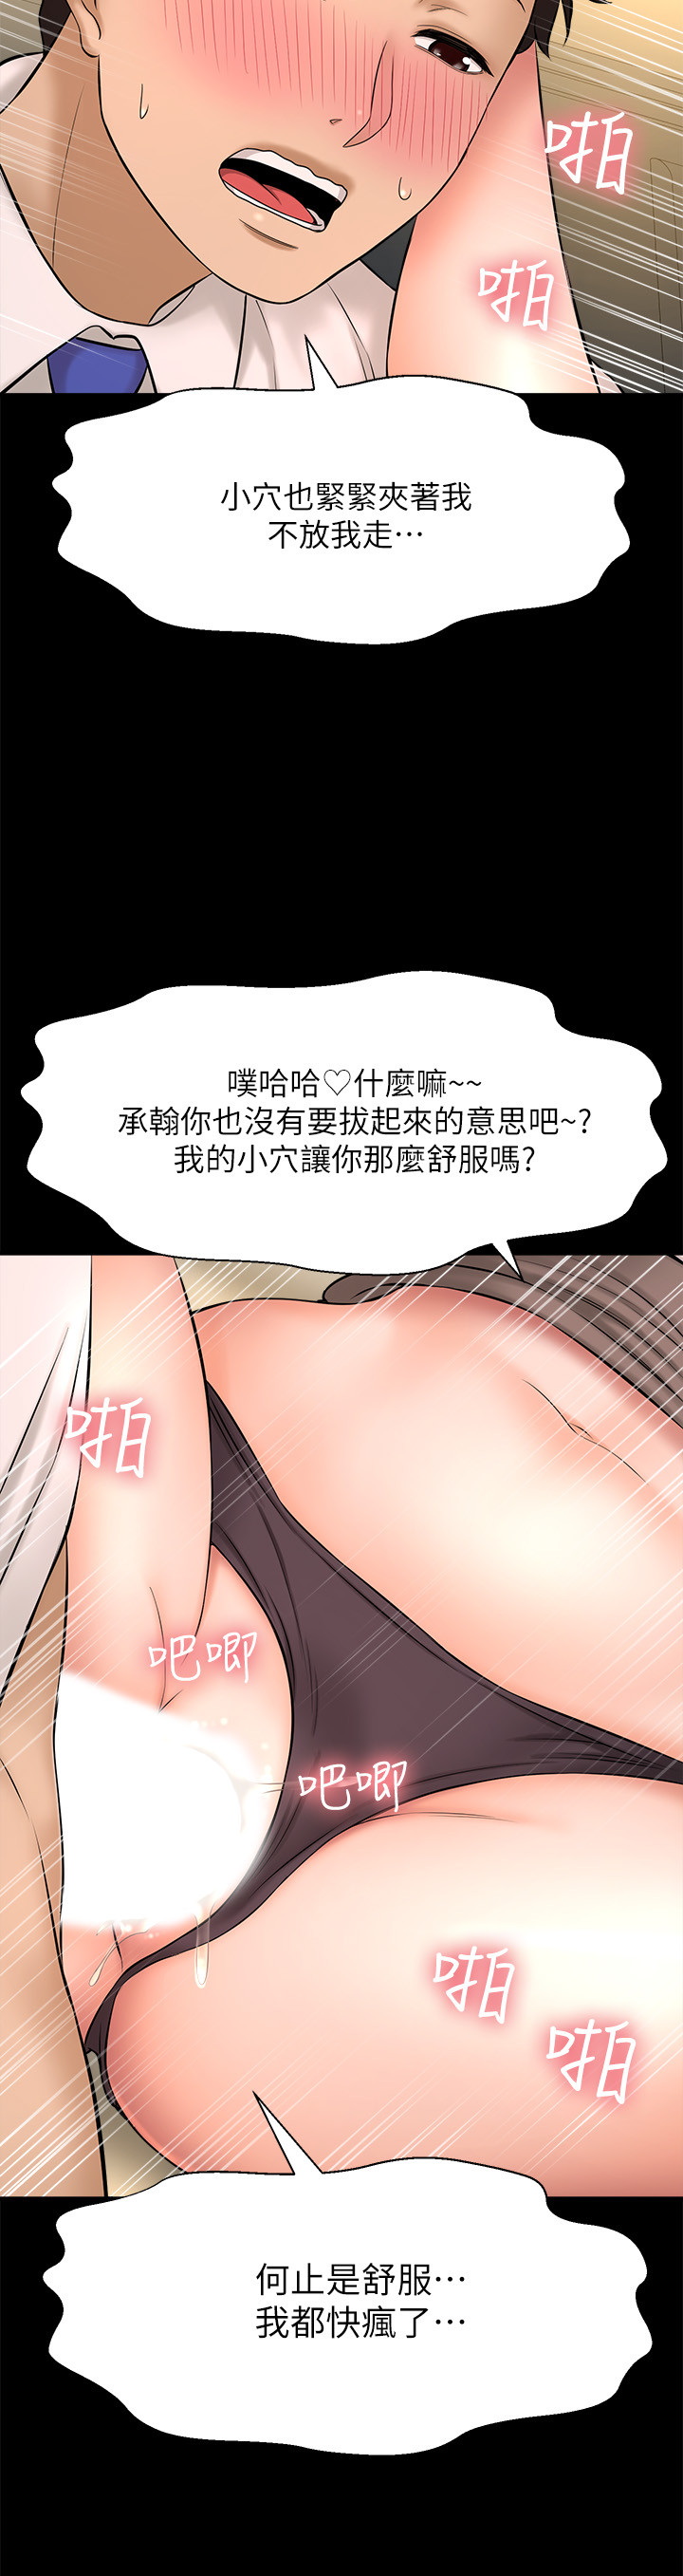 啪
啪
小穴也緊緊夾著我
不放我走⋯
噗哈哈♡什麼嘛~~
承翰你也沒有要拔起來的意思吧~?
我的小穴讓你那麼舒服嗎?
啪
吧唧
吧唧
啪
啪
何止是舒服⋯
我都快瘋了⋯